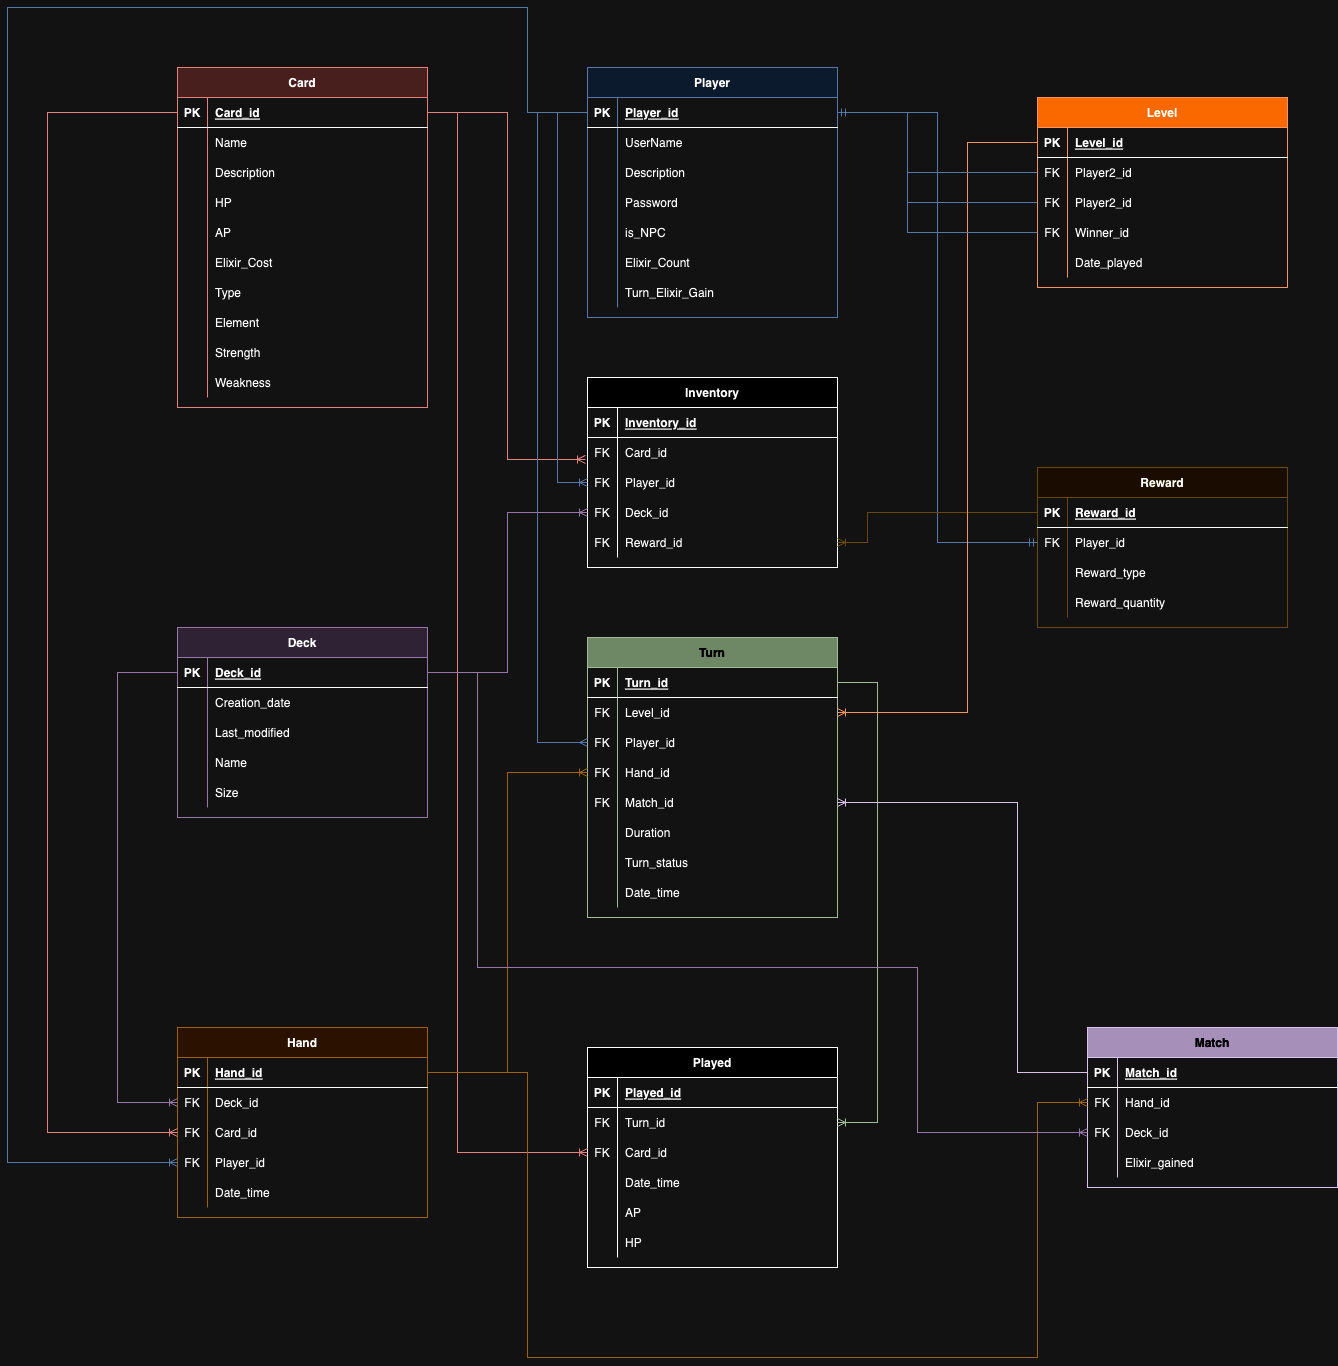 Card
PK Card_id
Name
Description
HP
AP
Elixir_Cost
Type
Element
Strength
Weakness
Player
PK Player_id
UserName
Description
Password
is_NPC
Elixir_Count
Turn_Elixir_Gain
Level
PK Level_id
FK Player2_id
FK Player2_id
FK Winner_id
Date_played
Inventory
PK Inventory_id
FK Card_id
FK Player_id
FK Deck_id
FK Reward_id
Reward
PK Reward_id
FK Player_id
Reward_type
Reward_quantity
Deck
PK Deck_id
Creation_date
Last_modified
Name
Size
Turn
PK Turn_id
FK Level_id
FK Player_id
FK Hand_id
FK Match_id
Duration
Turn_status
Date_time
Hand
PK Hand_id
FK Deck_id
FK Card_id
FK Player_id
Date_time
Played
PK Played_id
FK Turn_id
FK Card_id
Date_time
AP
HP
Match
PK Match_id
FK Hand_id
FK Deck_id
Elixir_gained